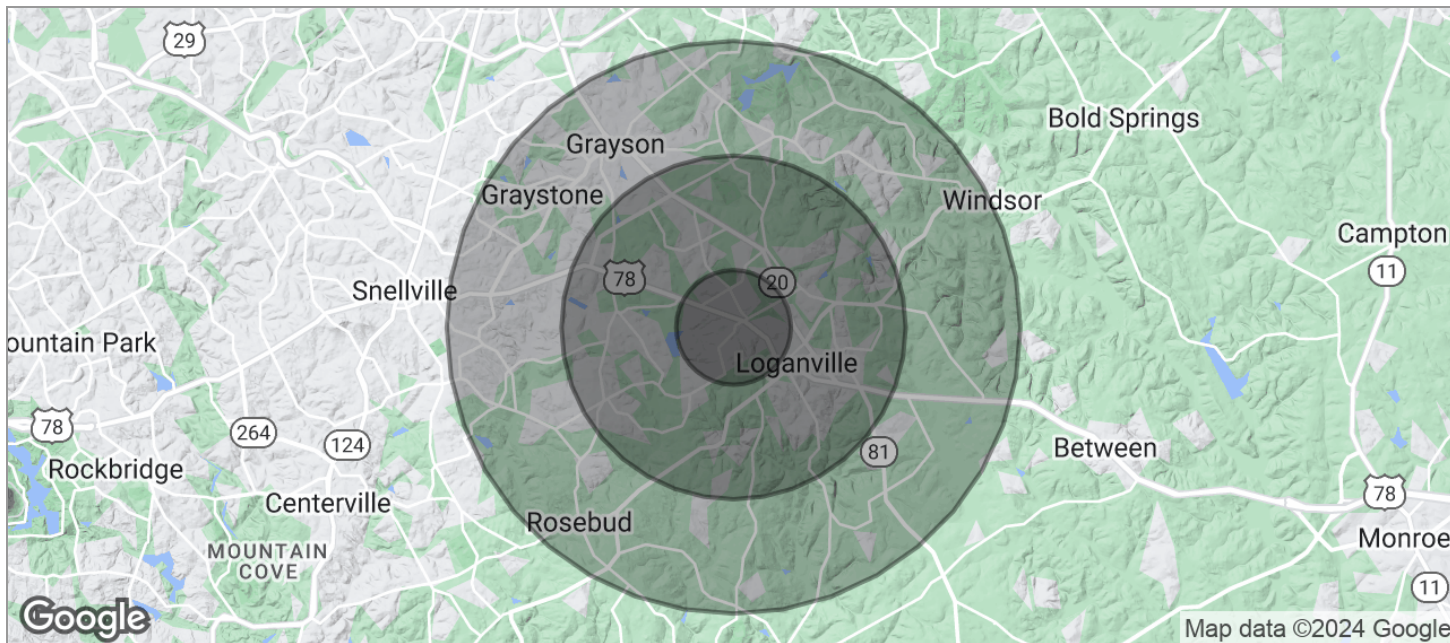 29
Bold Springs
Grayson
Graystone
Windsor
Campton
11
78
20
Snellville
ountain Park
Loganville
78
264
124
81
Between
Rockbridge
Centerville
78
Rosebud
Monroe
MOUNTAIN
COVE
11
Google
Map data ©2024 Google